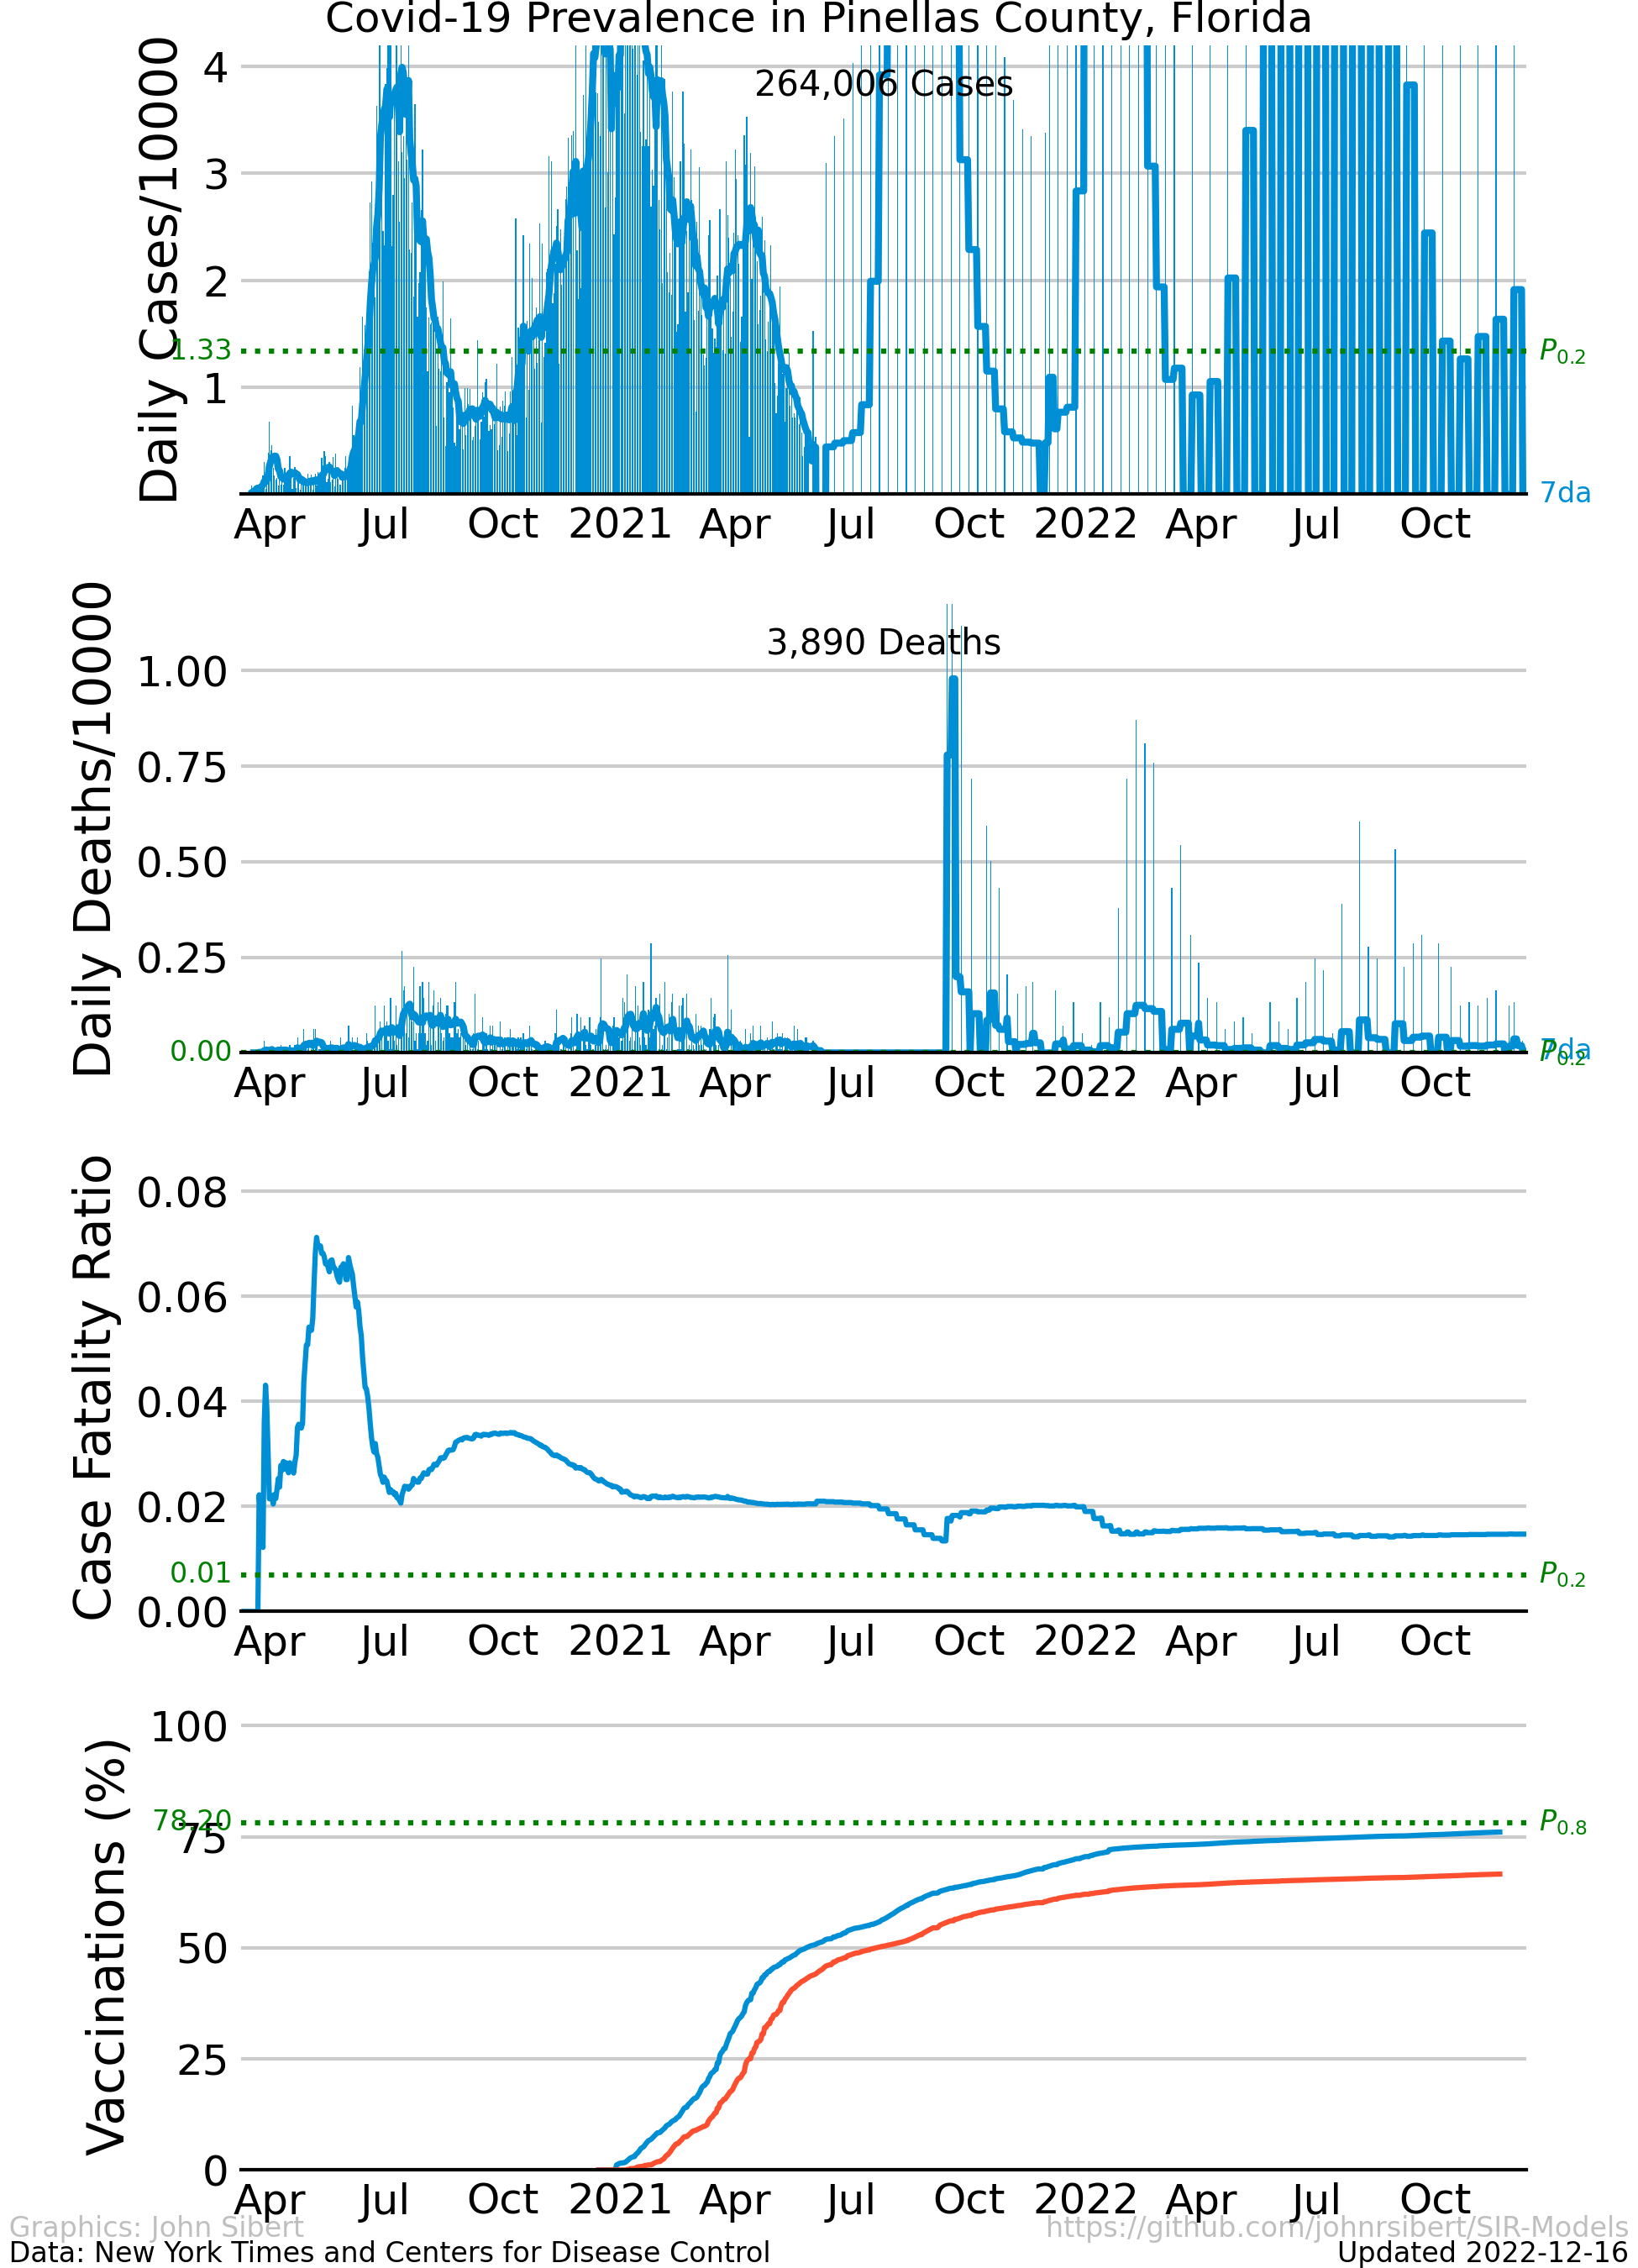 Covid-19 Prevalence in Pinellas County, Florida
264,006 Cases
Daily Cases/10000
4
3
2
1.33
1
P0.2
7da
Apr Jul Oct 2021 Apr Jul Oct 2022 Apr Jul Oct
3,890 Deaths
Daily Deaths/10000
1.00
0.75
0.50
0.25
0.00
7da
P0.2
Apr Jul Oct 2021 Apr Jul Oct 2022 Apr Jul Oct
Case Fatality Ratio
0.08
0.06
0.04
0.02
0.01
0.00
P0.2
Apr Jul Oct 2021 Apr Jul Oct 2022 Apr Jul Oct
Vaccinations (%)
100
78.20
75
50
25
0
P0.8
Apr Jul Oct 2021 Apr Jul Oct 2022 Apr Jul Oct
Graphics: John Sibert
https://github.com/johnrsibert/SIR-Models
Data: New York Times and Centers for Disease Control
Updated 2022-12-16